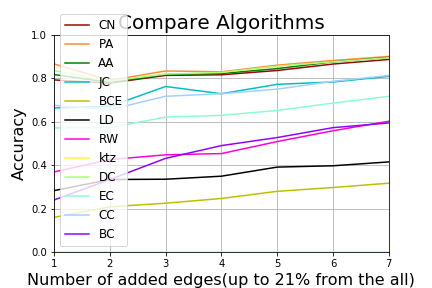 Compare Algorithms
CN
PA
AA
JC
BCE
LD
RW
ktz
DC
EC
CC
BC
Accuracy
1.0
0.8
0.6
0.4
0.2
0.0
1 2 3 4 5 6 7
Number of added edges(up to 21% from the all)